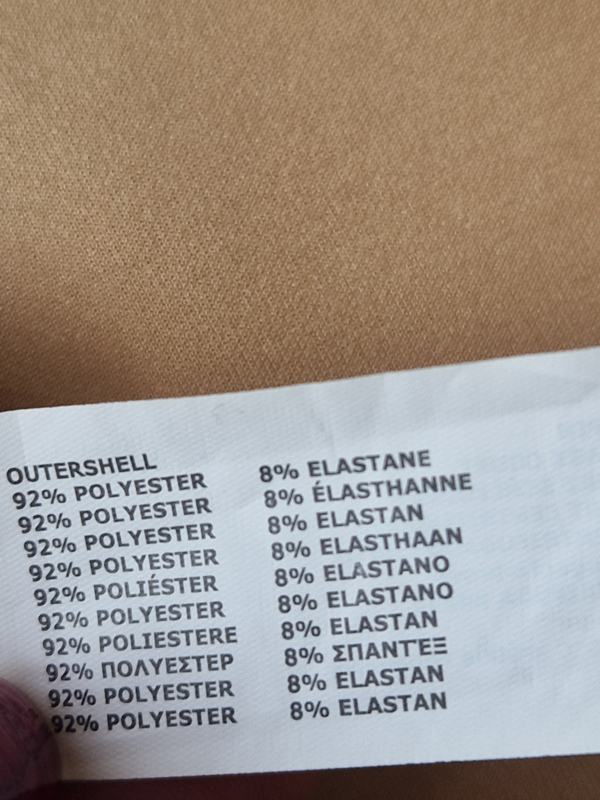 OUTERSHELL
92% POLYESTER 8% ELASTANE
92% POLYESTER 8% ÉLASTHANNE
92% POLYESTER 8% ELASTAN
92% POLYESTER 8% ELASTHAAN
92% POLIÉSTER 8% ELASTANO
92% POLYESTER 8% ELASTANO
92% POLIESTERE 8% ELASTAN
92% ΠΟΛΥΕΣΤΕΡ 8% ΣΠΑΝΤΈΞ
92% POLYESTER 8% ELASTAN
92% POLYESTER 8% ELASTAN